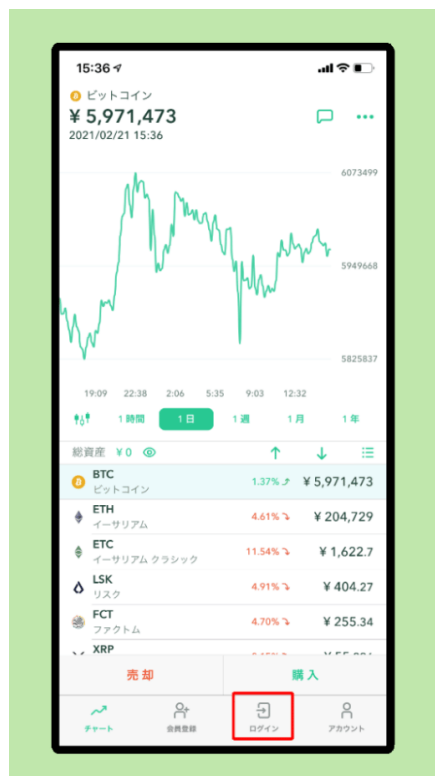 15:36
ビットコイン
¥ 5,971,473
2021/02/21 15:36
6073499
5949668
5825837
19:09 22:38 2:06 5:35 9:03 12:32
1時間 1日 1週 1月 1年
総資産 ¥0
BTC
ビットコイン
1.37% ¥ 5,971,473
ETH
イーサリアム
4.61% ¥ 204,729
ETC
イーサリアム クラシック
11.54% ¥ 1,622.7
LSK
リスク
4.91% ¥ 404.27
FCT
ファクトム
4.70% ¥ 255.34
XRP
売却 購入
チャート 会員登録 ログイン アカウント